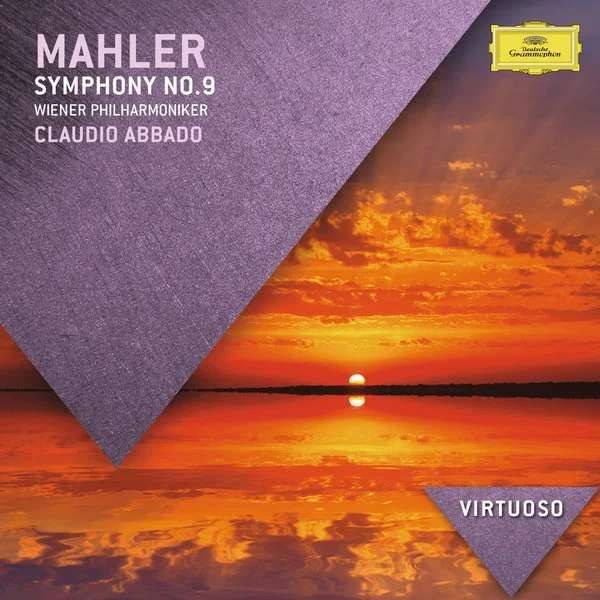 MAHLER
SYMPHONY NO.9
WIENER PHILHARMONIKER
CLAUDIO ABBADO
Deutsche
Grammophon
VIRTUOSO